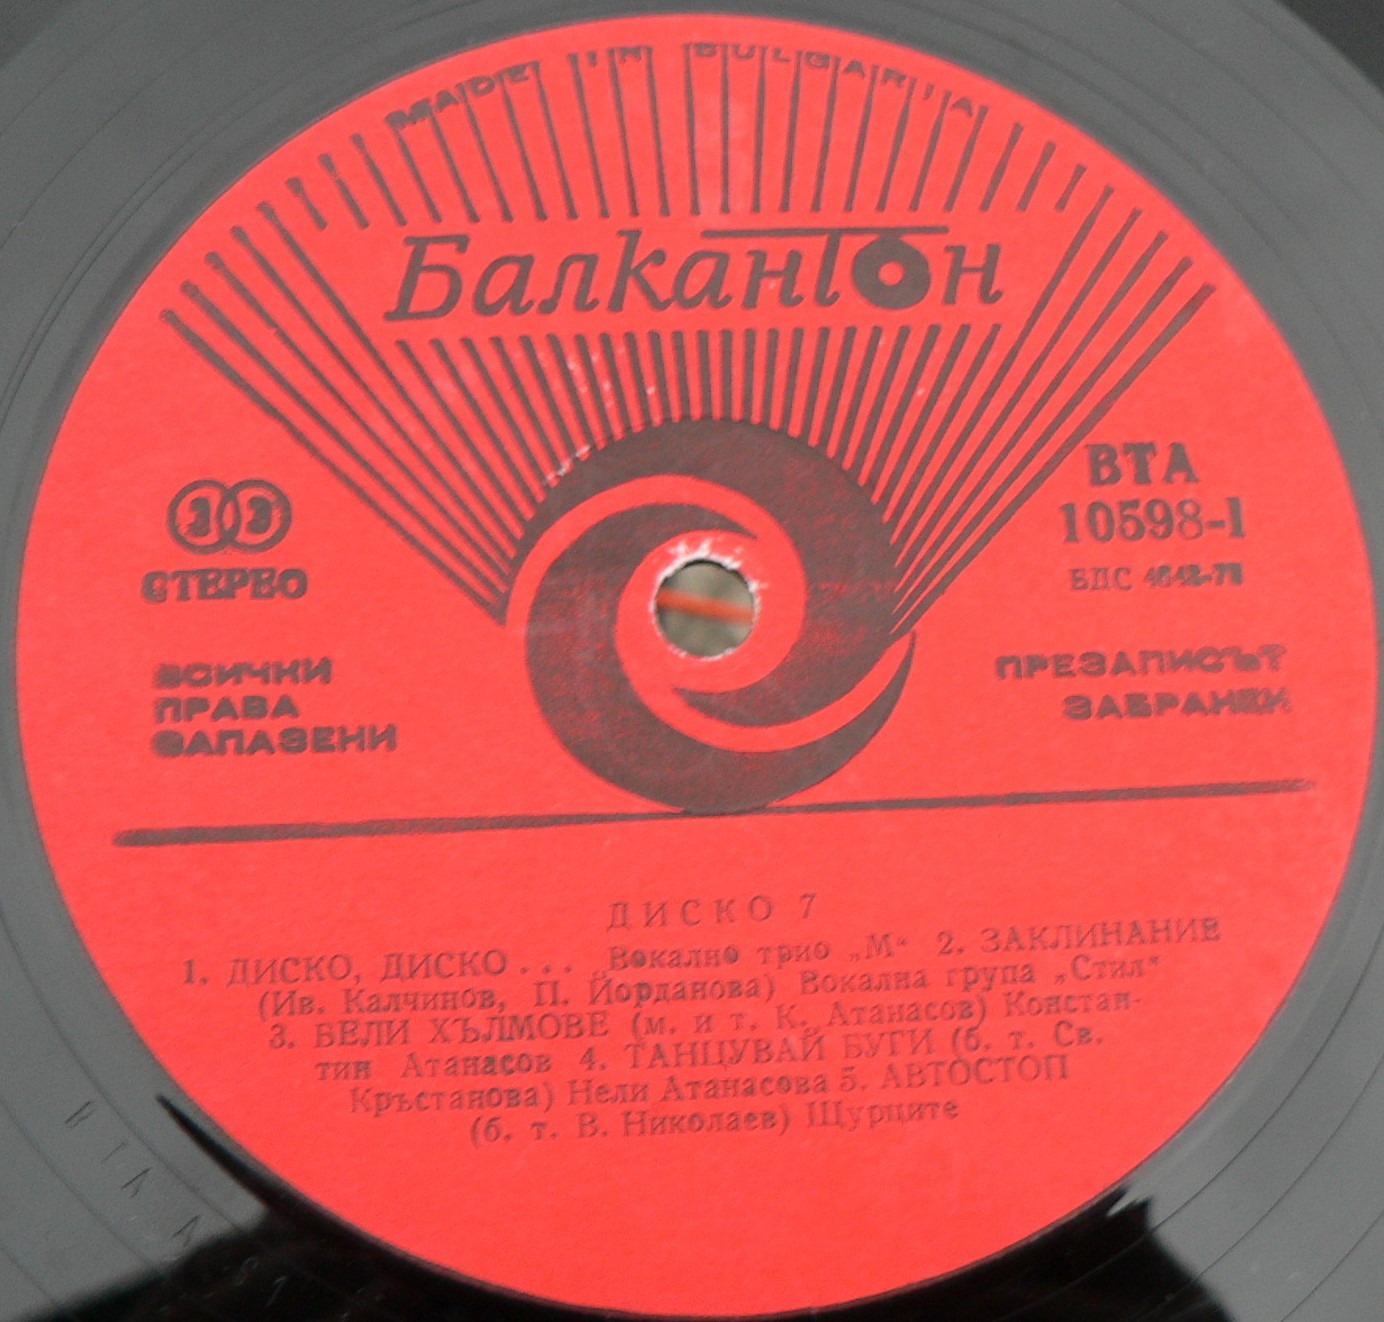 MADE IN BULGARIA
Балкантон
33
СТЕРЕО
ВТА
10598-1
БДС
ВСИЧКИ
ПРАВА
ЗАПАЗЕНИ
ПРЕЗАПИСЪТ
ЗАБРАНЕН
ДИСКО 7
1. ДИСКО, ДИСКО... Вокално трио „М“ 2. ЗАКЛИНАНИЕ
(Ив. Калчинов, П. Йорданова) Вокална група „Стил“
3. БЕЛИ ХЪЛМОВЕ (м. и т. К. Атанасов) Констан-
тин Атанасов 4. ТАНЦУВАЙ БУГИ (б. т. Св.
Кръстанова) Нели Атанасова 5. АВТОСТОП
(б. т. В. Николаев) Щурците